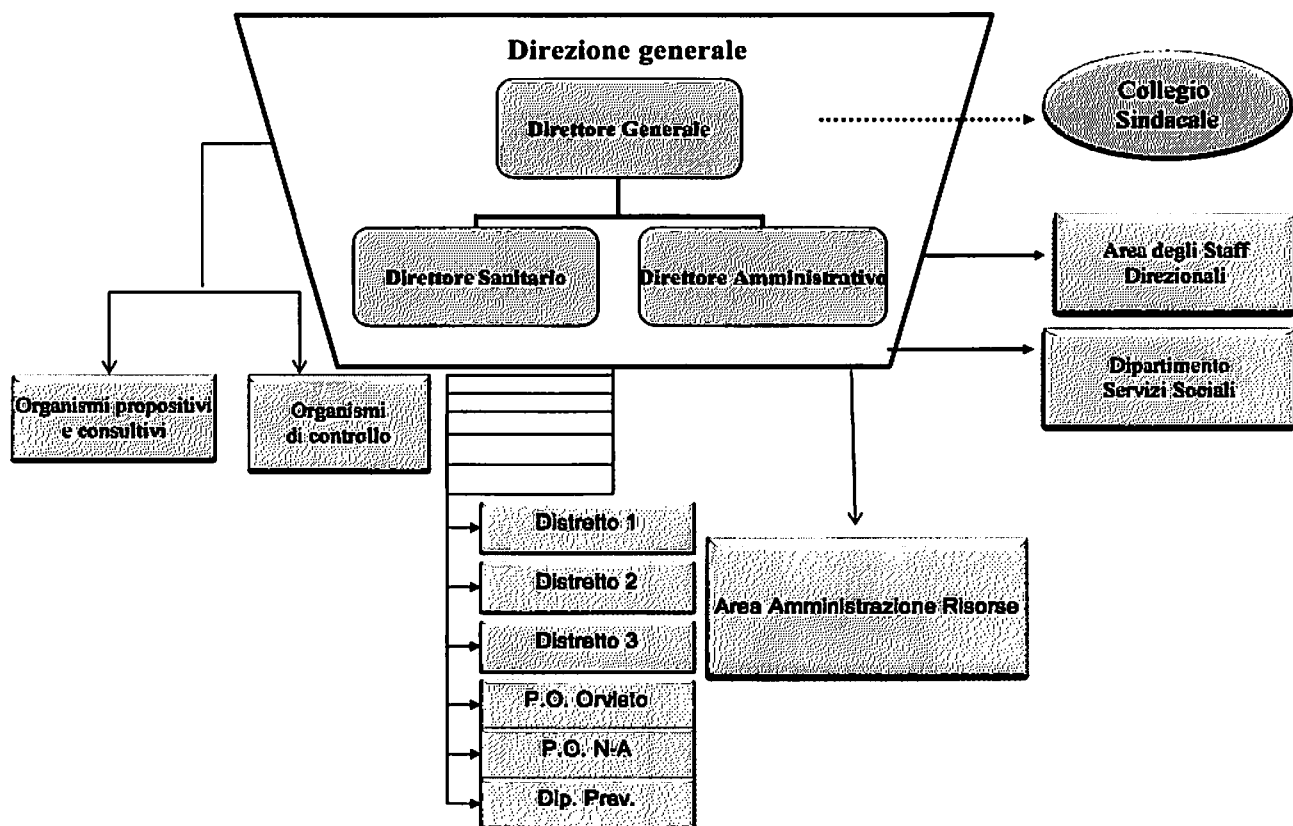 Direzione generale
Direttore Generale
Collegio
Sindacale
Direttore Sanitario
Direttore Amministrativo
Area degli Staff
Direzionali
Dipartimento
Servizi Sociali
Organismi propositivi
e consultivi
Organismi
di controllo
Distretto 1
Distretto 2
Distretto 3
P.O. Orvieto
P.O. N-A
Dip. Prev.
Area Amministrazione Risorse